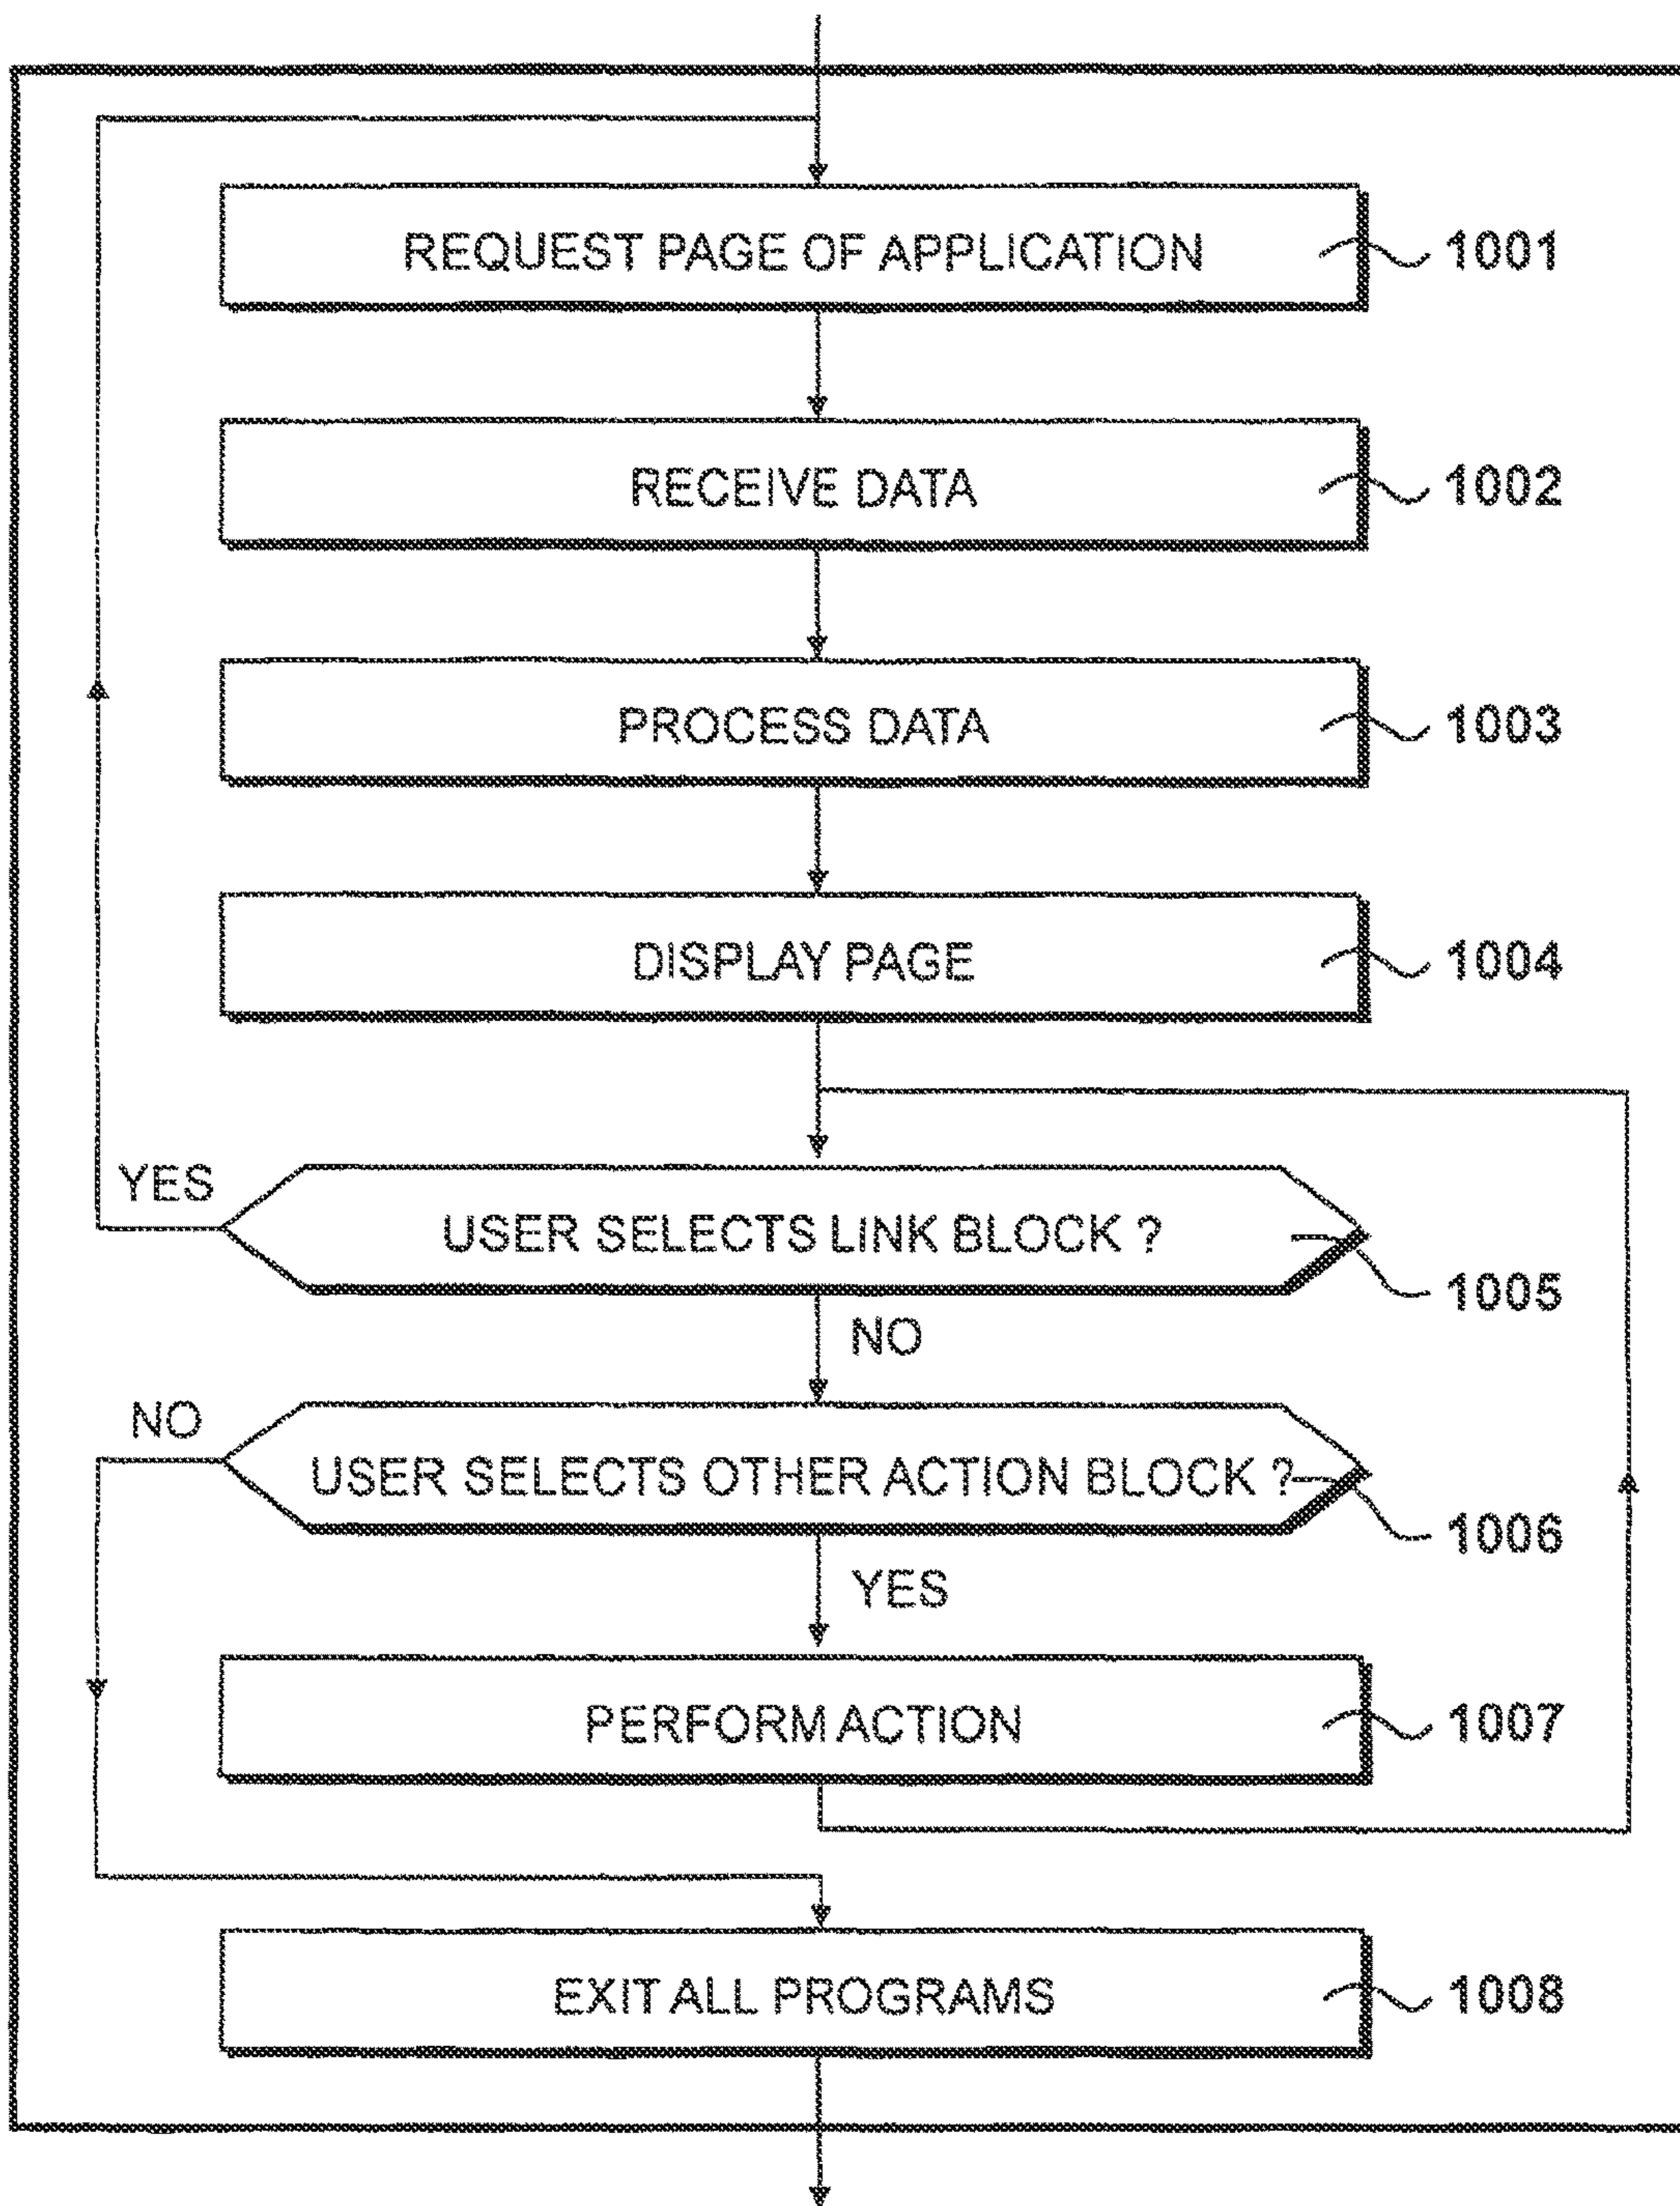 REQUEST PAGE OF APPLICATION 1001
RECEIVE DATA 1002
PROCESS DATA 1003
DISPLAY PAGE 1004
YES
USER SELECTS LINK BLOCK ?
1005
NO
NO
USER SELECTS OTHER ACTION BLOCK ?
1006
YES
PERFORM ACTION 1007
EXIT ALL PROGRAMS 1008